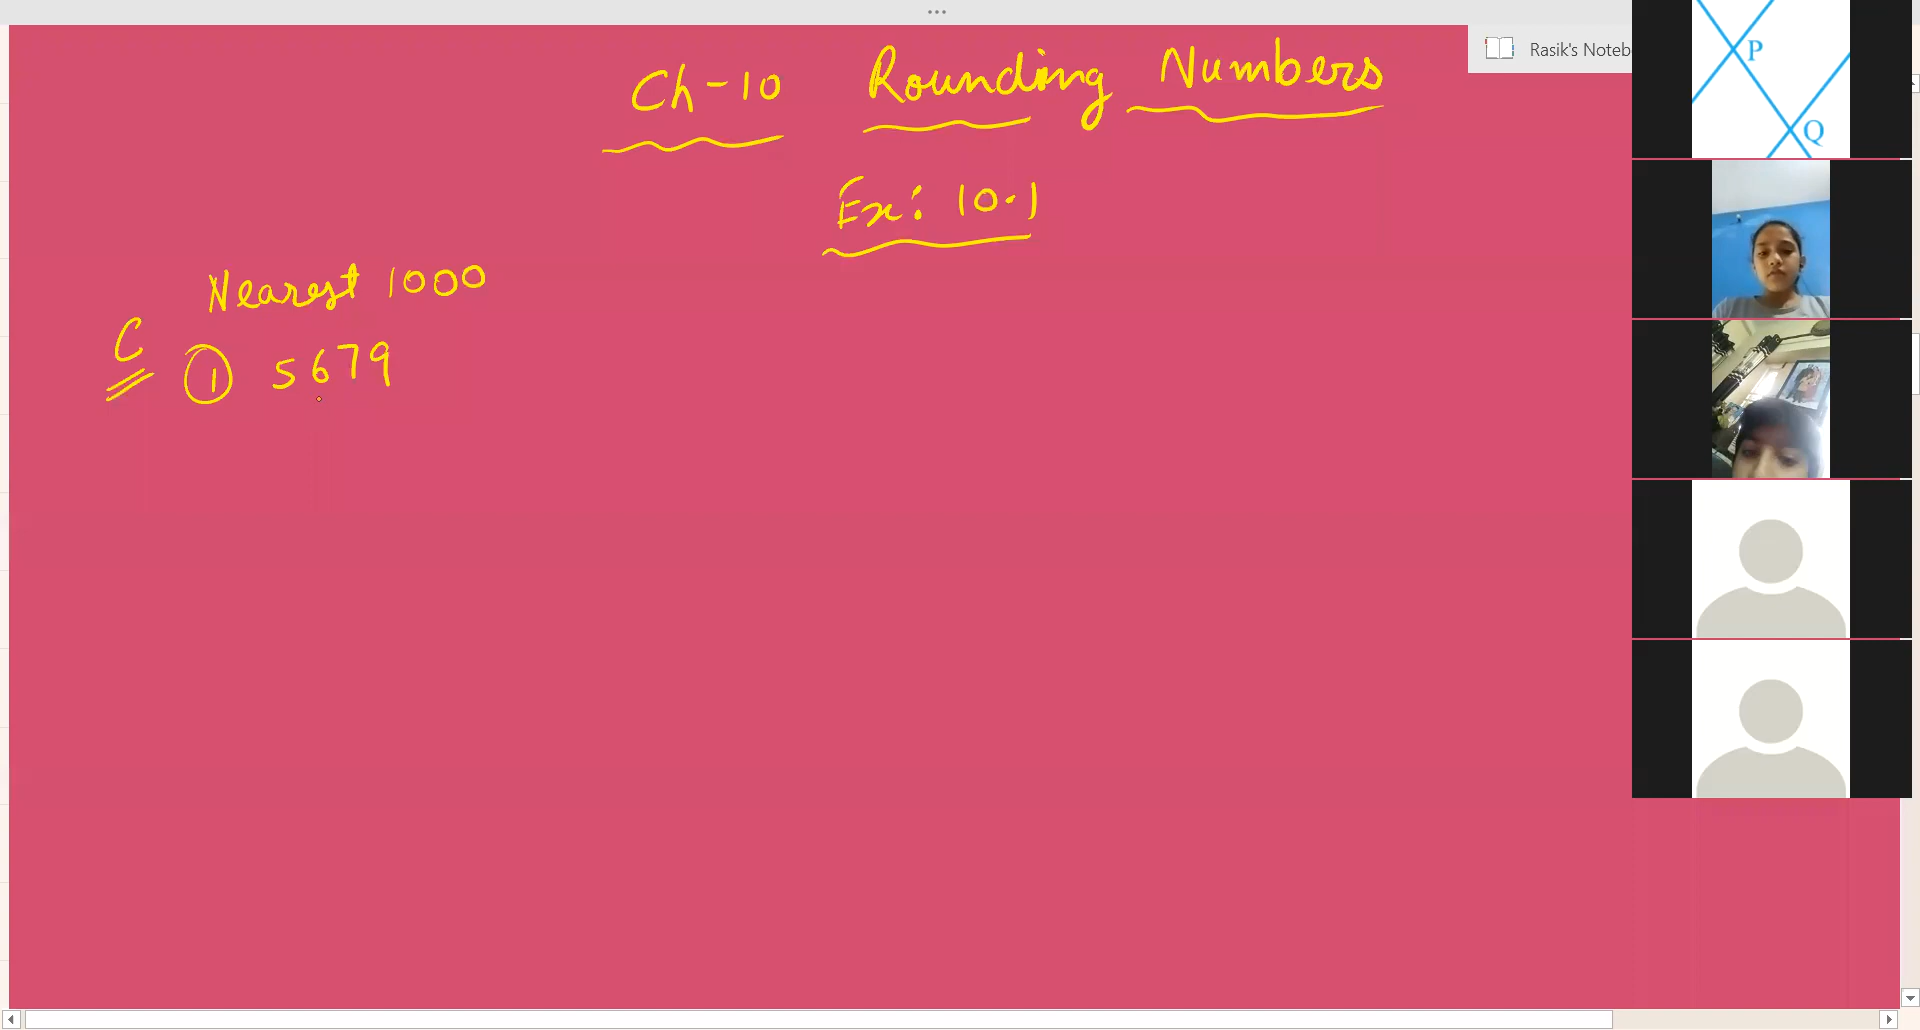 Ch-10 Rounding Numbers
Rasik's Noteb
P
Q
Ex: 10.1
Nearest 1000
C ① 5679